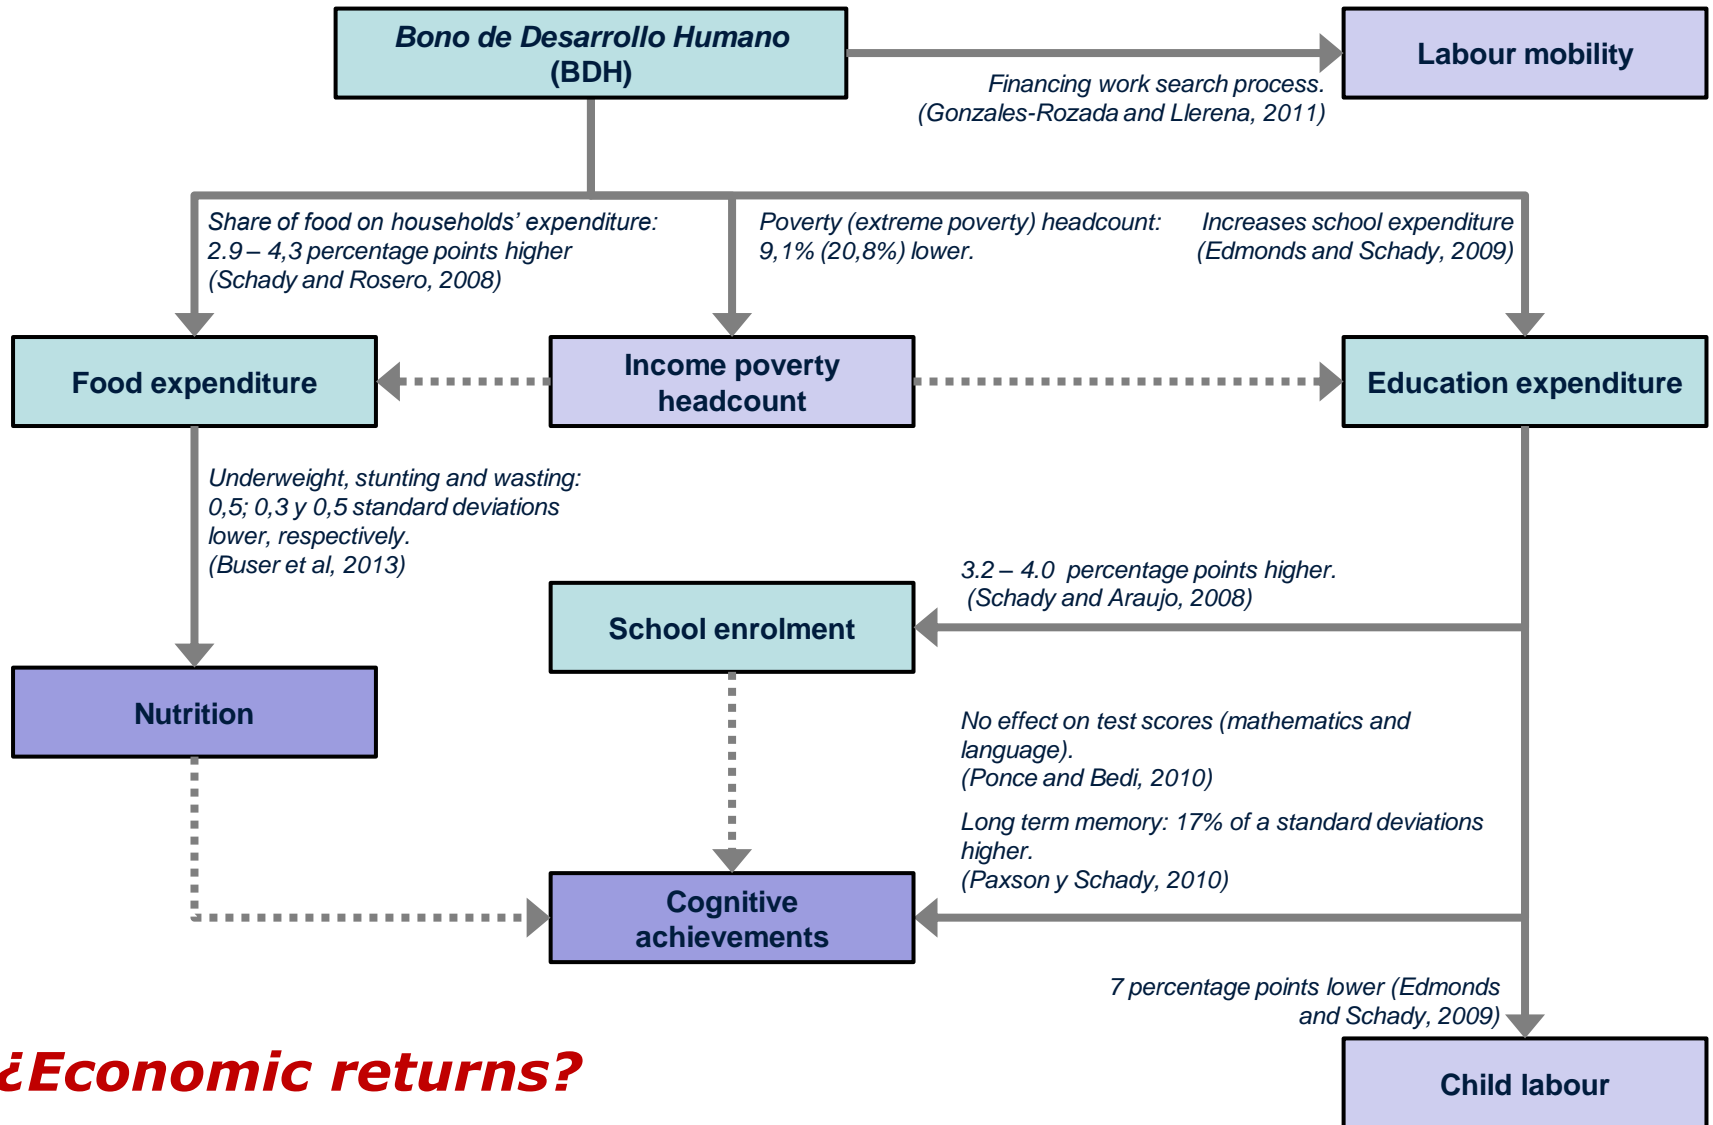 Bono de Desarrollo Humano
(BDH)
Labour mobility
Financing work search process.
(Gonzales-Rozada and Llerena, 2011)
Share of food on households’ expenditure:
2.9 – 4,3 percentage points higher
(Schady and Rosero, 2008)
Poverty (extreme poverty) headcount:
9,1% (20,8%) lower.
Increases school expenditure
(Edmonds and Schady, 2009)
Food expenditure
Income poverty
headcount
Education expenditure
Underweight, stunting and wasting:
0,5; 0,3 y 0,5 standard deviations
lower, respectively.
(Buser et al, 2013)
3.2 – 4.0 percentage points higher.
(Schady and Araujo, 2008)
School enrolment
Nutrition
No effect on test scores (mathematics and
language).
(Ponce and Bedi, 2010)
Long term memory: 17% of a standard deviations
higher.
(Paxson y Schady, 2010)
Cognitive
achievements
7 percentage points lower (Edmonds
and Schady, 2009)
¿Economic returns?
Child labour